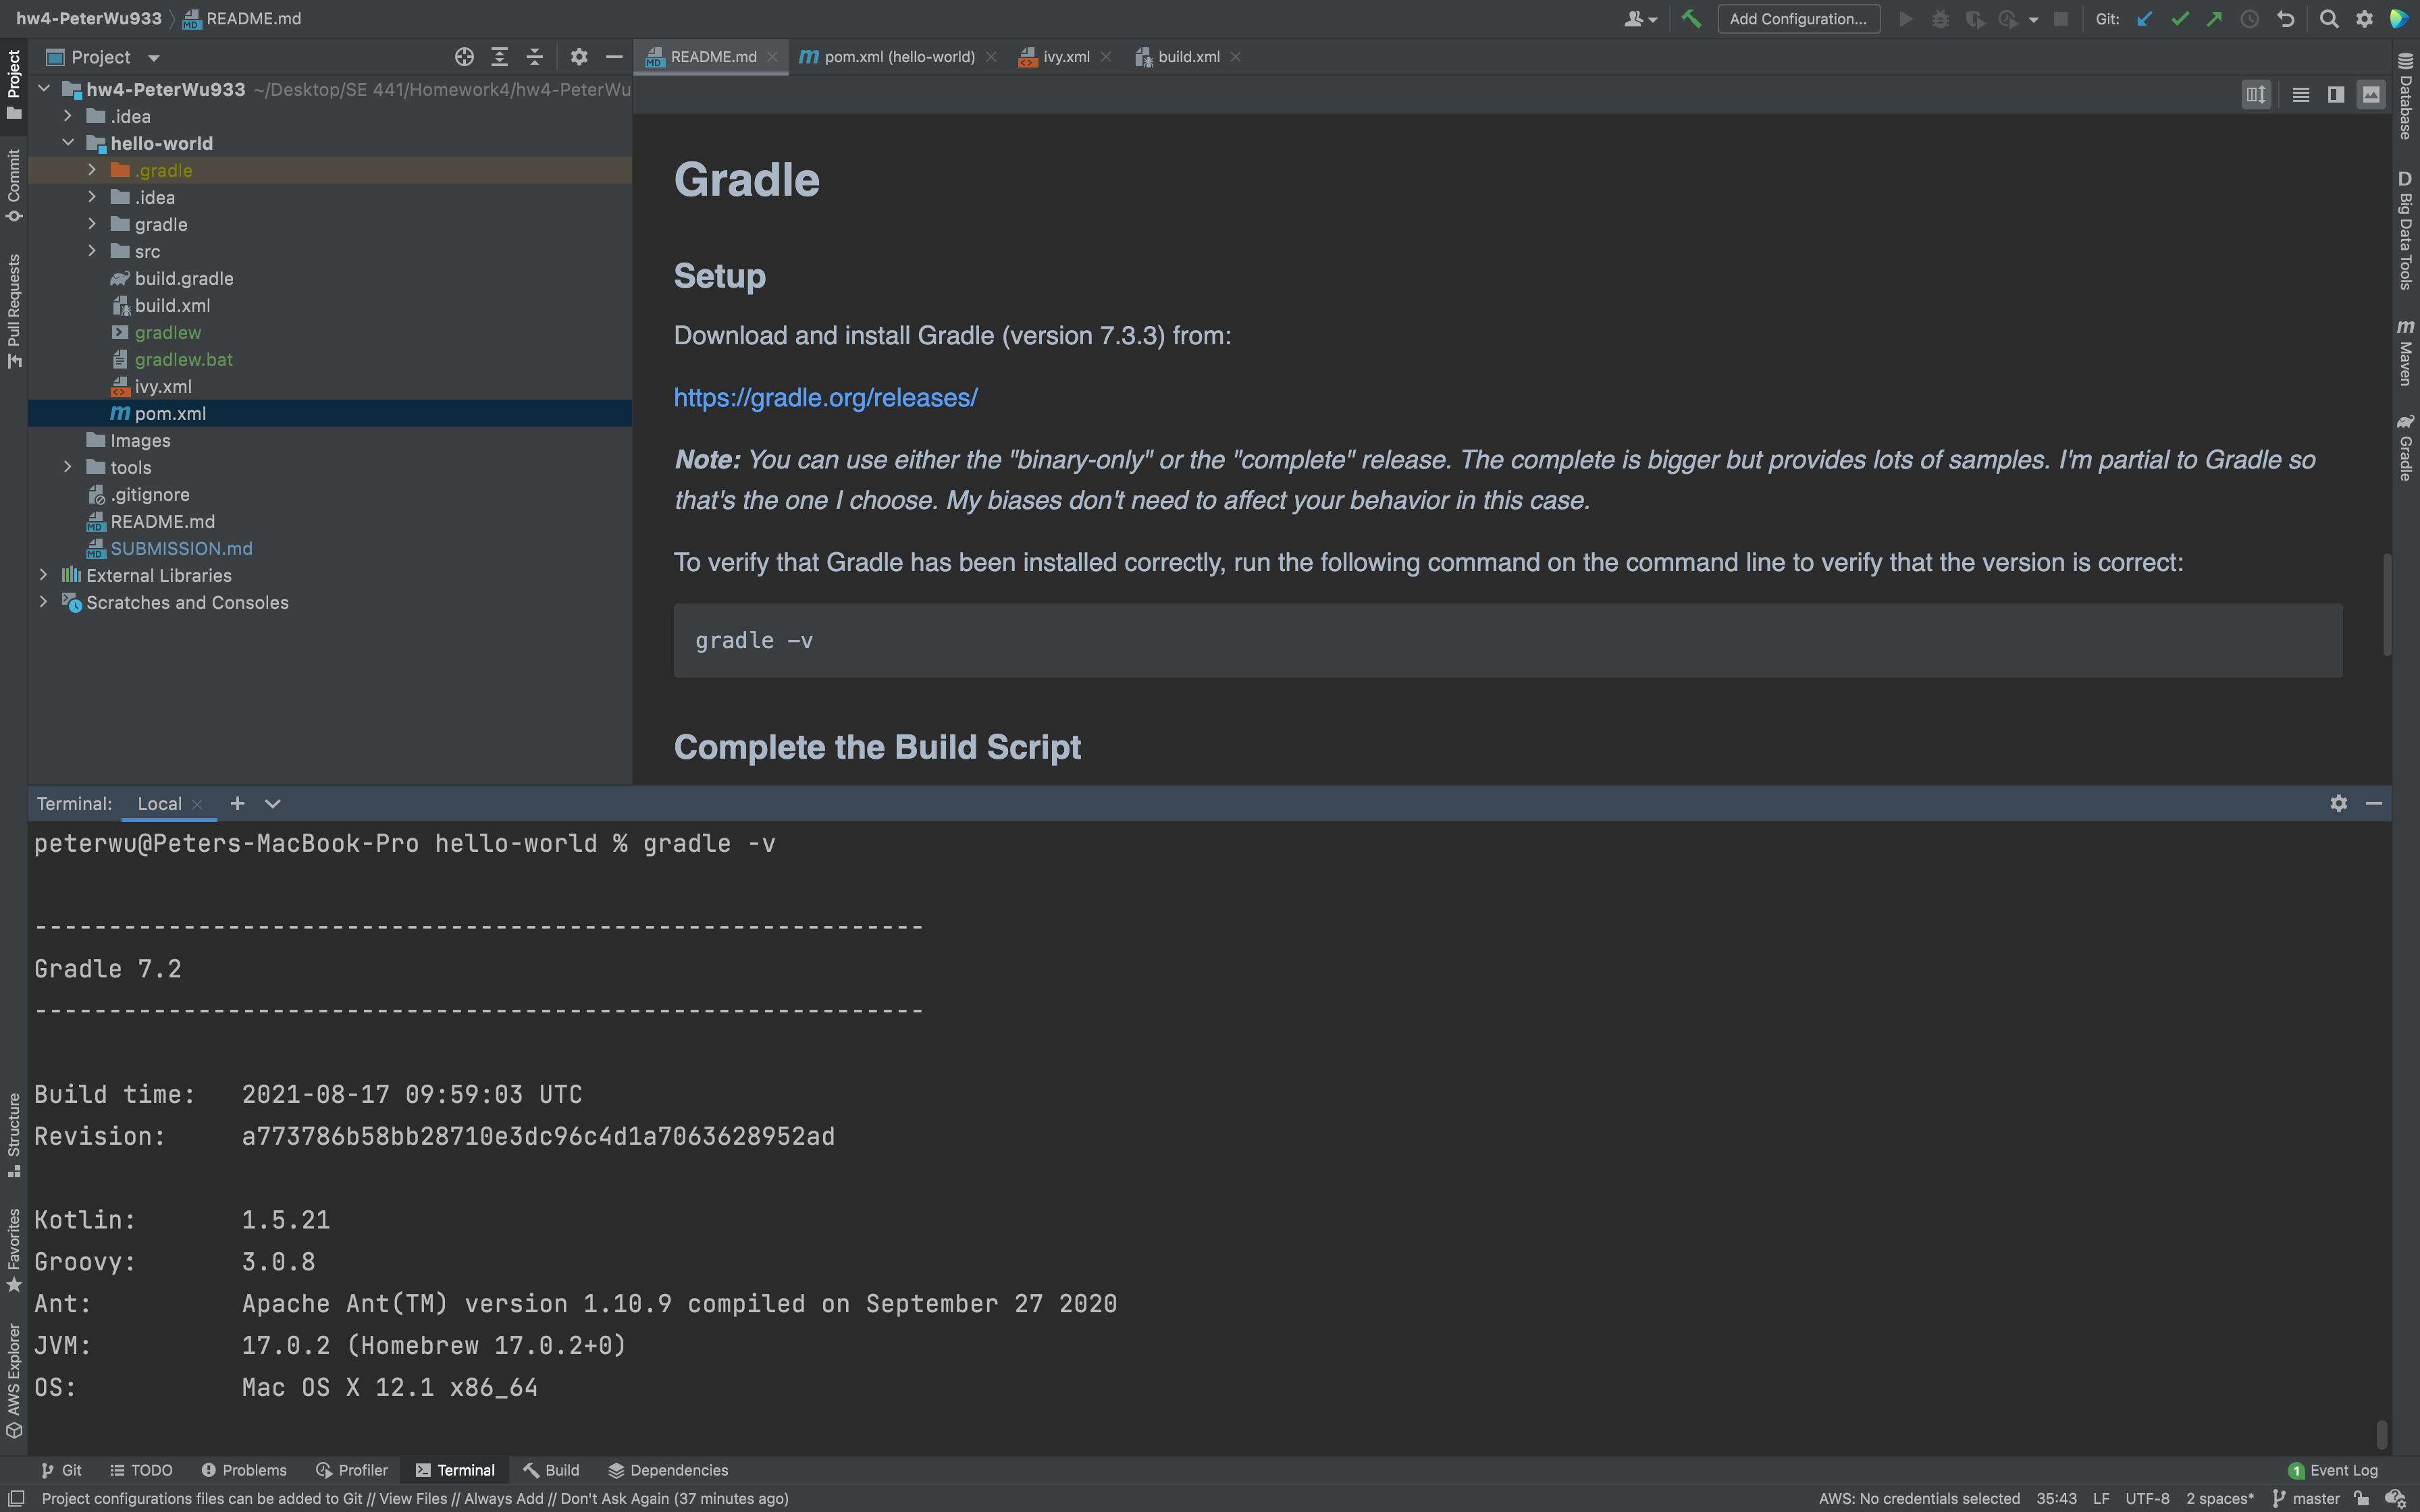 hw4-PeterWu933
README.md
Add Configuration...
Git:
Project
README.md
pom.xml (hello-world)
ivy.xml
build.xml
hw4-PeterWu933 ~/Desktop/SE 441/Homework4/hw4-PeterWu
.idea
hello-world
.gradle
.idea
gradle
src
build.gradle
build.xml
gradlew
gradlew.bat
ivy.xml
pom.xml
Images
tools
.gitignore
README.md
SUBMISSION.md
External Libraries
Scratches and Consoles
Project
Commit
Pull Requests
Structure
Favorites
AWS Explorer
Gradle
Setup
Download and install Gradle (version 7.3.3) from:
https://gradle.org/releases/
Note: You can use either the "binary-only" or the "complete" release. The complete is bigger but provides lots of samples. I'm partial to Gradle so
that's the one I choose. My biases don't need to affect your behavior in this case.
To verify that Gradle has been installed correctly, run the following command on the command line to verify that the version is correct:
gradle -v
Complete the Build Script
Database
D Big Data Tools
Maven
Gradle
Terminal: Local
peterwu@Peters-MacBook-Pro hello-world % gradle -v
------------------------------------------------------------
Gradle 7.2
------------------------------------------------------------
Build time: 2021-08-17 09:59:03 UTC
Revision: a773786b58bb28710e3dc96c4d1a7063628952ad
Kotlin: 1.5.21
Groovy: 3.0.8
Ant: Apache Ant(TM) version 1.10.9 compiled on September 27 2020
JVM: 17.0.2 (Homebrew 17.0.2+0)
OS: Mac OS X 12.1 x86_64
Git TODO Problems Profiler Terminal Build Dependencies
1 Event Log
Project configurations files can be added to Git // View Files // Always Add // Don't Ask Again (37 minutes ago)
AWS: No credentials selected 35:43 LF UTF-8 2 spaces* master